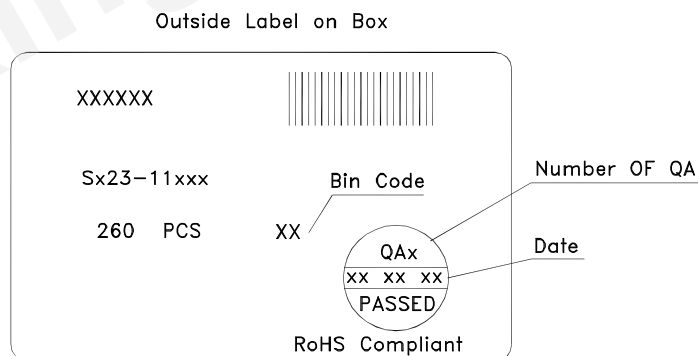 Outside Label on Box
XXXXXX
Sx23-11xxx
Bin Code
Number OF QA
260 PCS
XX
QAx
Date
xx xx xx
PASSED
RoHS Compliant